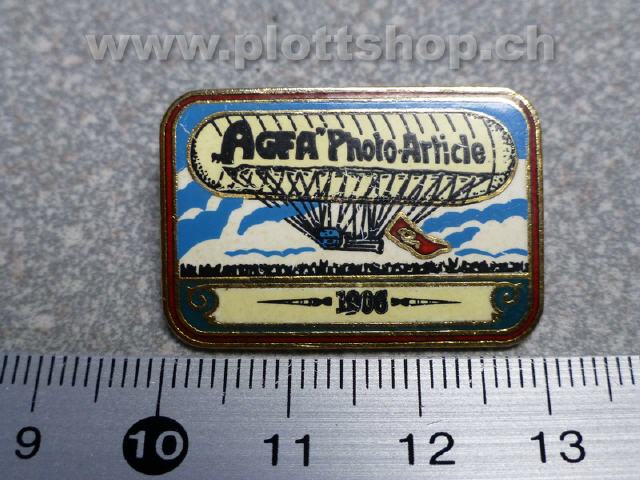 www.plottshop.ch
„AGFA" Photo-Article
1906
9 10 11 12 13